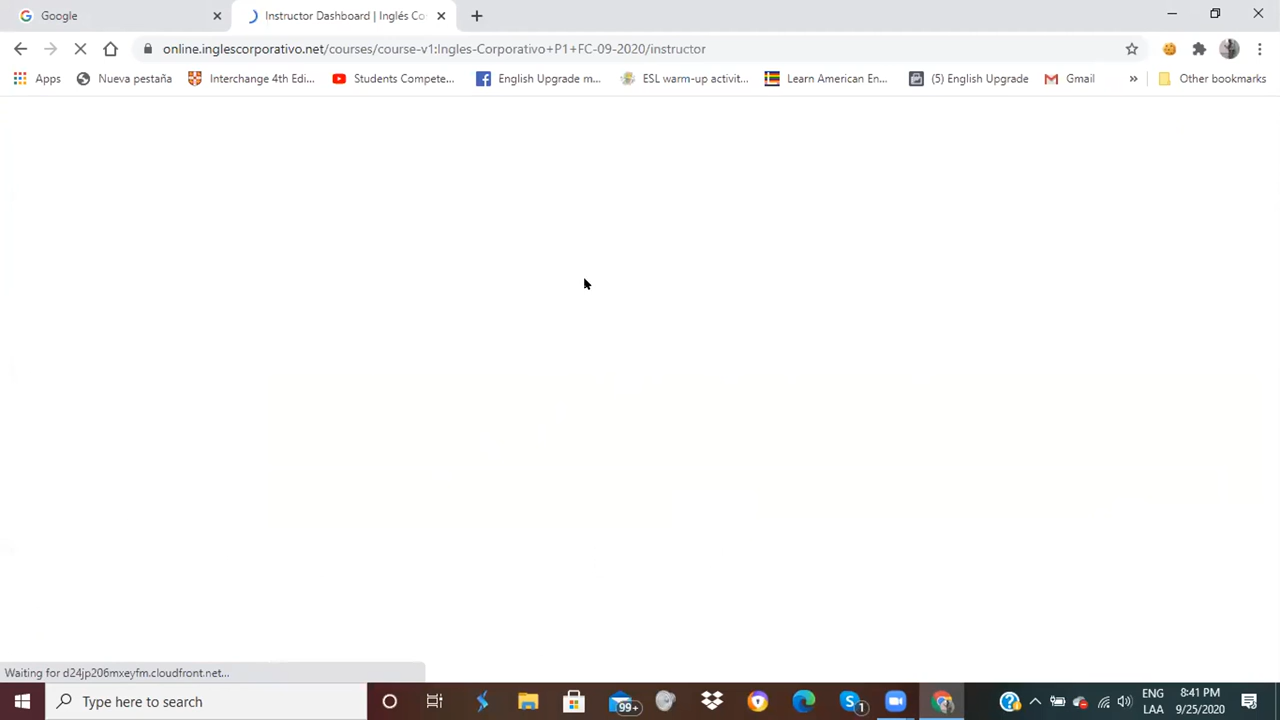 Google
Instructor Dashboard | Inglés Co
online.inglescorporativo.net/courses/course-v1:Ingles-Corporativo+P1+FC-09-2020/instructor
Apps
Nueva pestaña
Interchange 4th Edi...
Students Compete...
English Upgrade m...
ESL warm-up activit...
Learn American En...
(5) English Upgrade
Gmail
»
Other bookmarks
Waiting for d24jp206mxeyfm.cloudfront.net...
Type here to search
99+
S
1
ENG
LAA
8:41 PM
9/25/2020